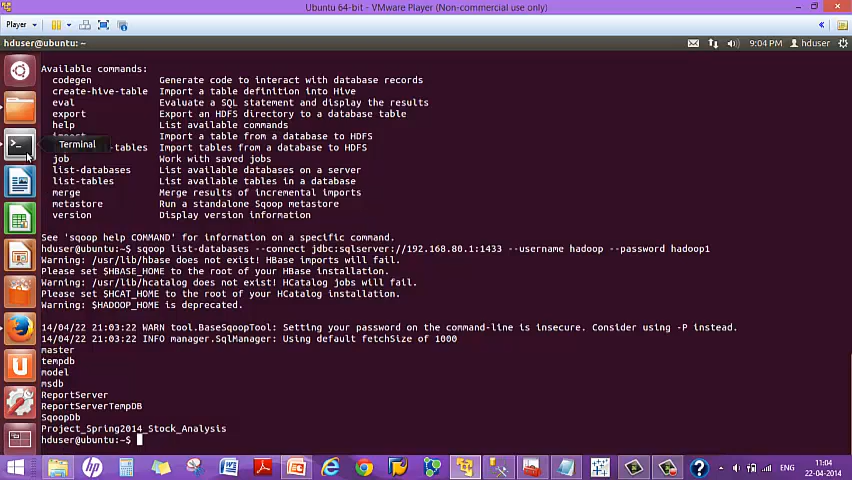 Ubuntu 64-bit - VMware Player (Non-commercial use only)
Player
hduser@ubuntu: ~
9:04 PM
hduser
Available commands:
codegen Generate code to interact with database records
create-hive-table Import a table definition into Hive
eval Evaluate a SQL statement and display the results
export Export an HDFS directory to a database table
help List available commands
import Import a table from a database to HDFS
Terminal
-tables Import tables from a database to HDFS
job Work with saved jobs
list-databases List available databases on a server
list-tables List available tables in a database
merge Merge results of incremental imports
metastore Run a standalone Sqoop metastore
version Display version information
See 'sqoop help COMMAND' for information on a specific command.
hduser@ubuntu:~$ sqoop list-databases --connect jdbc:sqlserver://192.168.80.1:1433 --username hadoop --password hadoop1
Warning: /usr/lib/hbase does not exist! HBase imports will fail.
Please set $HBASE_HOME to the root of your HBase installation.
Warning: /usr/lib/hcatalog does not exist! HCatalog jobs will fail.
Please set $HCAT_HOME to the root of your HCatalog installation.
Warning: $HADOOP_HOME is deprecated.
14/04/22 21:03:22 WARN tool.BaseSqoopTool: Setting your password on the command-line is insecure. Consider using -P instead.
14/04/22 21:03:22 INFO manager.SqlManager: Using default fetchSize of 1000
master
tempdb
model
msdb
ReportServer
ReportServerTempDB
SqoopDb
Project_Spring2014_Stock_Analysis
hduser@ubuntu:~$
ENG
11:04
22-04-2014